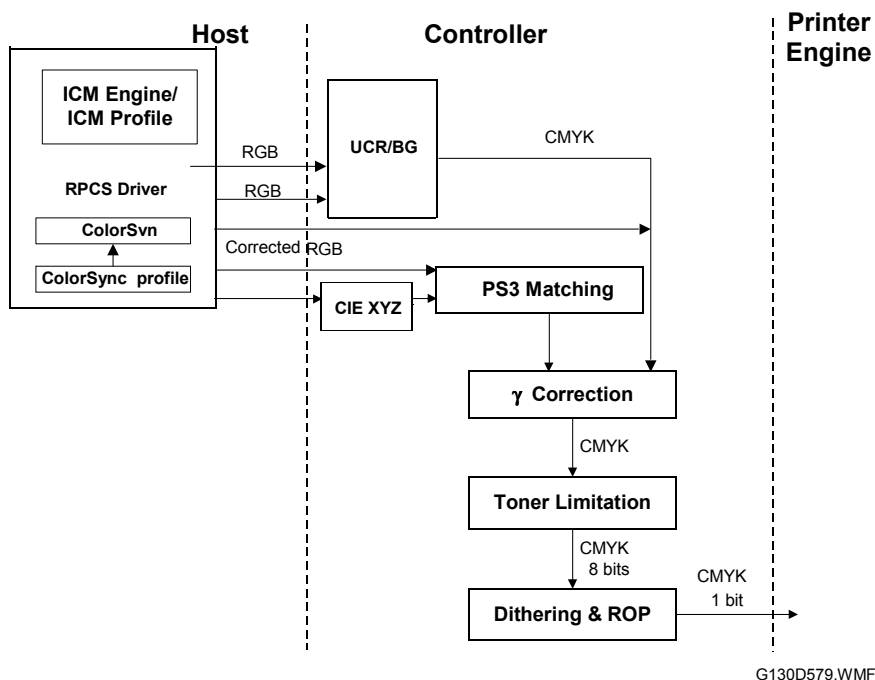 Host
Controller
Printer
Engine
ICM Engine/
ICM Profile
RPCS Driver
ColorSvn
ColorSync profile
RGB
RGB
Corrected RGB
UCR/BG
CMYK
CIE XYZ
PS3 Matching
γ Correction
CMYK
Toner Limitation
CMYK
8 bits
Dithering & ROP
CMYK
1 bit
G130D579.WMF